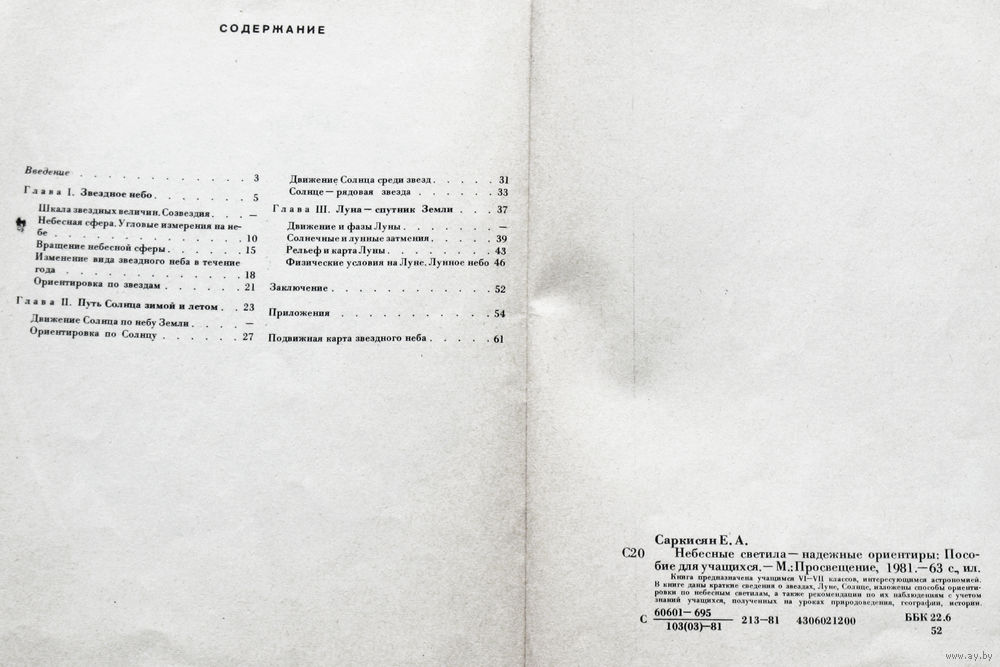 СОДЕРЖАНИЕ
Введение . . . . . . . . . . . . 3
Глава I. Звездное небо . . . . . . . 5
Шкала звездных величин. Созвездия . . . —
Небесная сфера. Угловые измерения на не-
бе . . . . . . . . . . . . . . 10
Вращение небесной сферы . . . . . . 15
Изменение вида звездного неба в течение
года . . . . . . . . . . . . . 18
Ориентировка по звездам . . . . . . 21
Глава II. Путь Солнца зимой и летом . . 23
Движение Солнца по небу Земли . . . . —
Ориентировка по Солнцу . . . . . . 27
Движение Солнца среди звезд . . . . . 31
Солнце — рядовая звезда . . . . . . 33
Глава III. Луна — спутник Земли . . . 37
Движение и фазы Луны . . . . . . . —
Солнечные и лунные затмения . . . . . 39
Рельеф и карта Луны . . . . . . . . 43
Физические условия на Луне. Лунное небо 46
Заключение . . . . . . . . . . . 52
Приложения . . . . . . . . . . . 54
Подвижная карта звездного неба . . . . . 61
Саркисян Е. А.
С20 Небесные светила — надежные ориентиры: Посо-
бие для учащихся. — М.: Просвещение, 1981. — 63 с., ил.
Книга предназначена учащимся VI—VII классов, интересующимся астрономией.
В книге даны краткие сведения о звездах, Луне, Солнце, изложены способы ориенти-
ровки по небесным светилам, а также рекомендации по их наблюдениям с учетом
знаний учащихся, полученных на уроках природоведения, географии, истории.
С 60601—695
103(03)—81
213—81 4306021200
ББК 22.6
52
www.ay.by